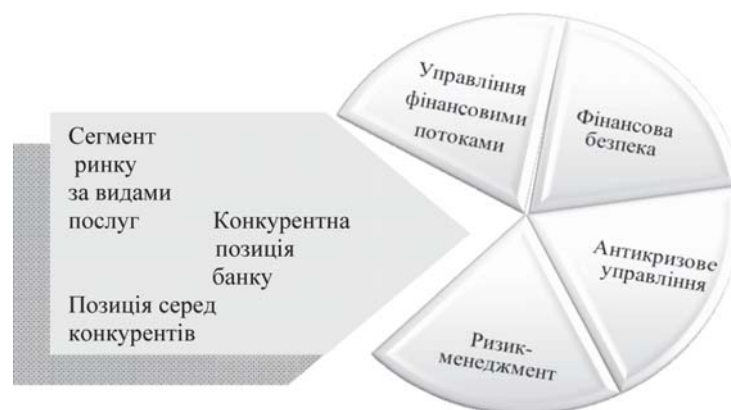 Сегмент
ринку
за видами
послуг
Конкурентна
позиція
банку
Позиція серед
конкурентів
Управління
фінансовими
потоками
Фінансова
безпека
Антикризове
управління
Ризик-
менеджмент